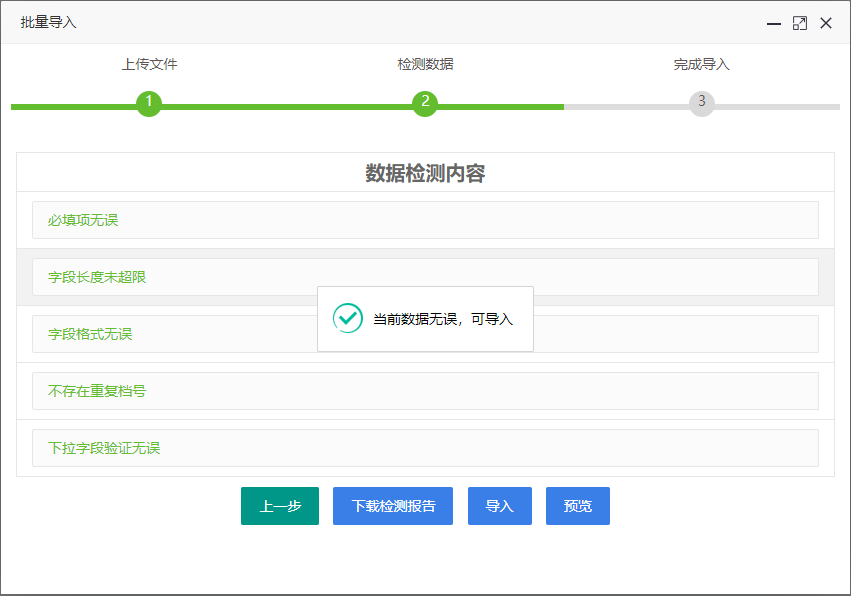 批量导入
上传文件 检测数据 完成导入
1 2 3
数据检测内容
必填项无误
字段长度未超限
当前数据无误，可导入
字段格式无误
不存在重复档号
下拉字段验证无误
上一步 下载检测报告 导入 预览